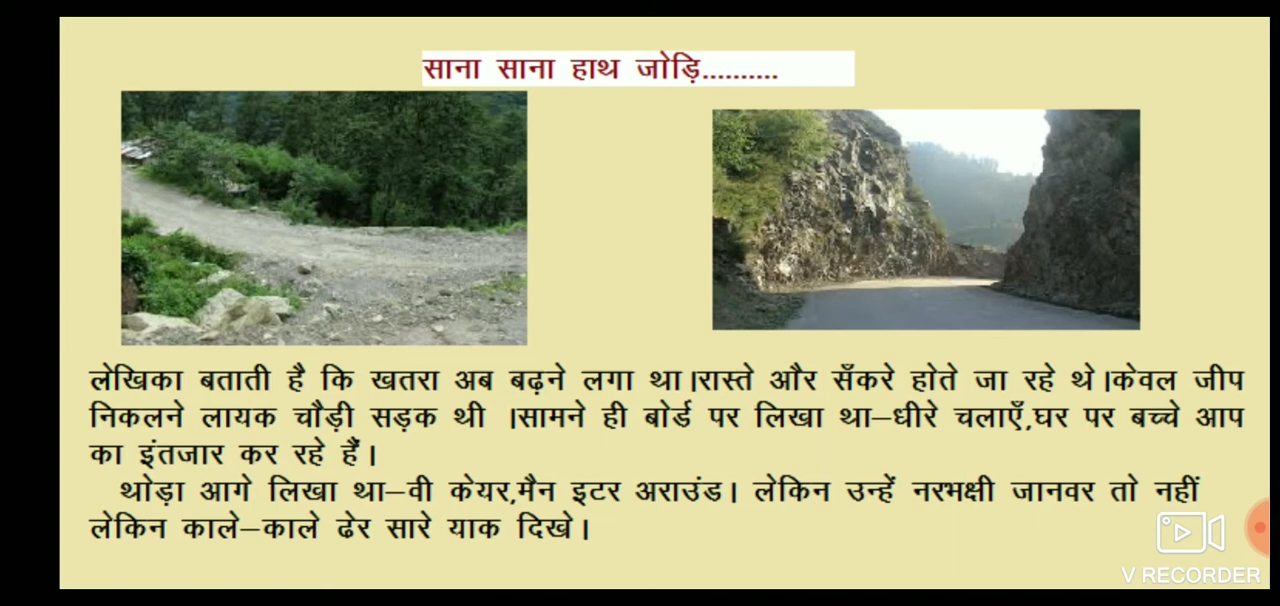 साना साना हाथ जोड़ि..........
लेखिका बताती है कि खतरा अब बढ़ने लगा था।रास्ते और सँकरे होते जा रहे थे।केवल जीप
निकलने लायक चौड़ी सड़क थी ।सामने ही बोर्ड पर लिखा था–धीरे चलाएँ,घर पर बच्चे आप
का इंतजार कर रहे हैं।
थोड़ा आगे लिखा था–वी केयर,मैन इटर अराउंड। लेकिन उन्हें नरभक्षी जानवर तो नहीं
लेकिन काले–काले ढेर सारे याक दिखे।
V RECORDER